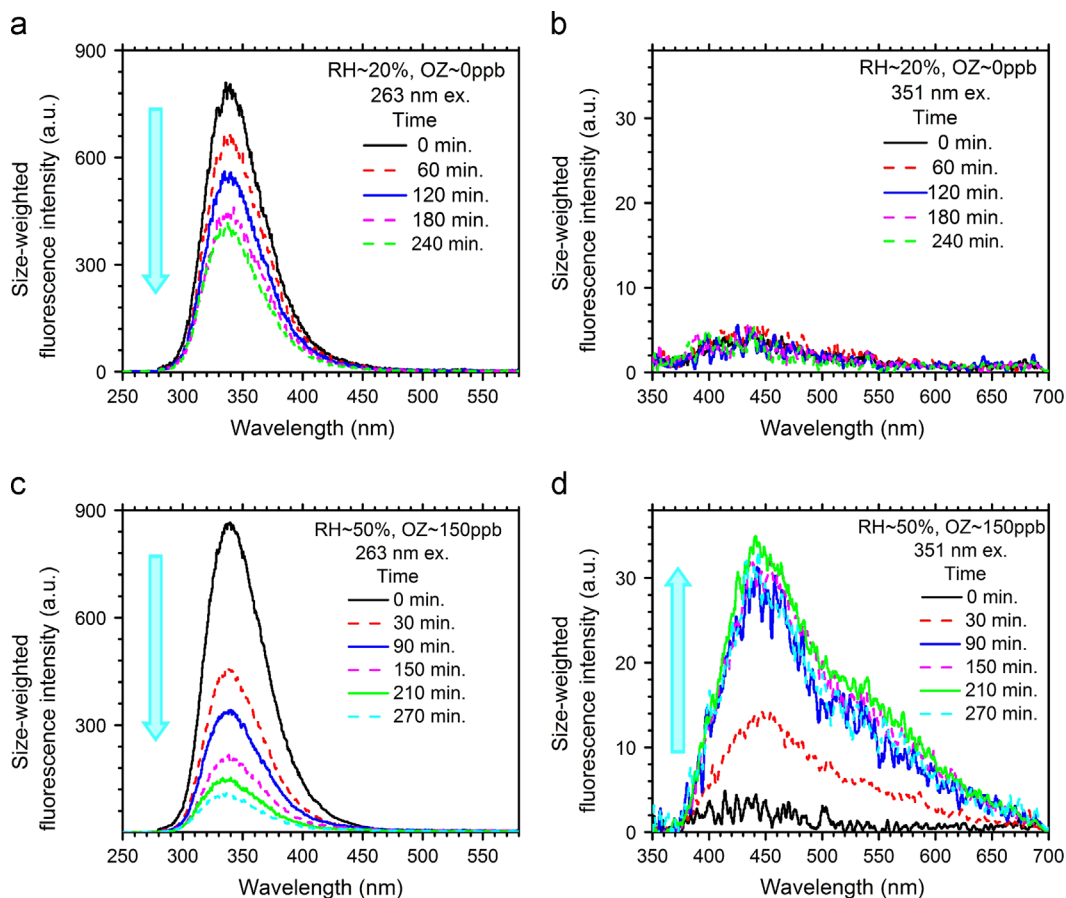 a
900
600
300
0
Size-weighted
fluorescence intensity (a.u.)
RH~20%, OZ~0ppb
263 nm ex.
Time
0 min.
60 min.
120 min.
180 min.
240 min.
250 300 350 400 450 500 550
Wavelength (nm)
b
30
20
10
0
Size-weighted
fluorescence intensity (a.u.)
RH~20%, OZ~0ppb
351 nm ex.
Time
0 min.
60 min.
120 min.
180 min.
240 min.
350 400 450 500 550 600 650 700
Wavelength (nm)
c
900
600
300
Size-weighted
fluorescence intensity (a.u.)
RH~50%, OZ~150ppb
263 nm ex.
Time
0 min.
30 min.
90 min.
150 min.
210 min.
270 min.
250 300 350 400 450 500 550
Wavelength (nm)
d
30
20
10
0
Size-weighted
fluorescence intensity (a.u.)
RH~50%, OZ~150ppb
351 nm ex.
Time
0 min.
30 min.
90 min.
150 min.
210 min.
270 min.
350 400 450 500 550 600 650 700
Wavelength (nm)